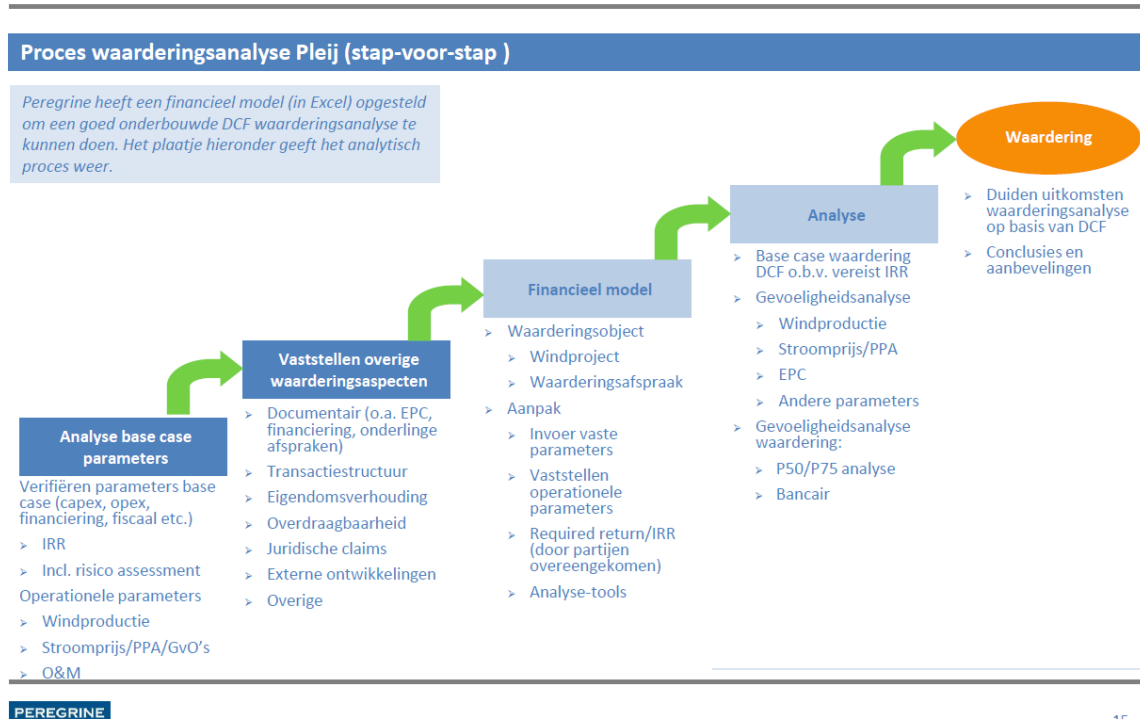 Proces waarderingsanalyse Pleij (stap-voor-stap )
Peregrine heeft een financieel model (in Excel) opgesteld
om een goed onderbouwde DCF waarderingsanalyse te
kunnen doen. Het plaatje hieronder geeft het analytisch
proces weer.
Analyse base case
parameters
Verifiëren parameters base
case (capex, opex,
financiering, fiscaal etc.)
➢ IRR
➢ Incl. risico assessment
Operationele parameters
➢ Windproductie
➢ Stroomprijs/PPA/GvO's
➢ O&M
Vaststellen overige
waarderingsaspecten
➢ Documentair (o.a. EPC,
financiering, onderlinge
afspraken)
➢ Transactiestructuur
➢ Eigendomsverhouding
➢ Overdraagbaarheid
➢ Juridische claims
➢ Externe ontwikkelingen
➢ Overige
Financieel model
➢ Waarderingsobject
➢ Windproject
➢ Waarderingsafspraak
➢ Aanpak
➢ Invoer vaste
parameters
➢ Vaststellen
operationele
parameters
➢ Required return/IRR
(door partijen
overeengekomen)
➢ Analyse-tools
Analyse
➢ Base case waardering
DCF o.b.v. vereist IRR
➢ Gevoeligheidsanalyse
➢ Windproductie
➢ Stroomprijs/PPA
➢ EPC
➢ Andere parameters
➢ Gevoeligheidsanalyse
waardering:
➢ P50/P75 analyse
➢ Bancair
Waardering
➢ Duiden uitkomsten
waarderingsanalyse
op basis van DCF
➢ Conclusies en
aanbevelingen
PEREGRINE